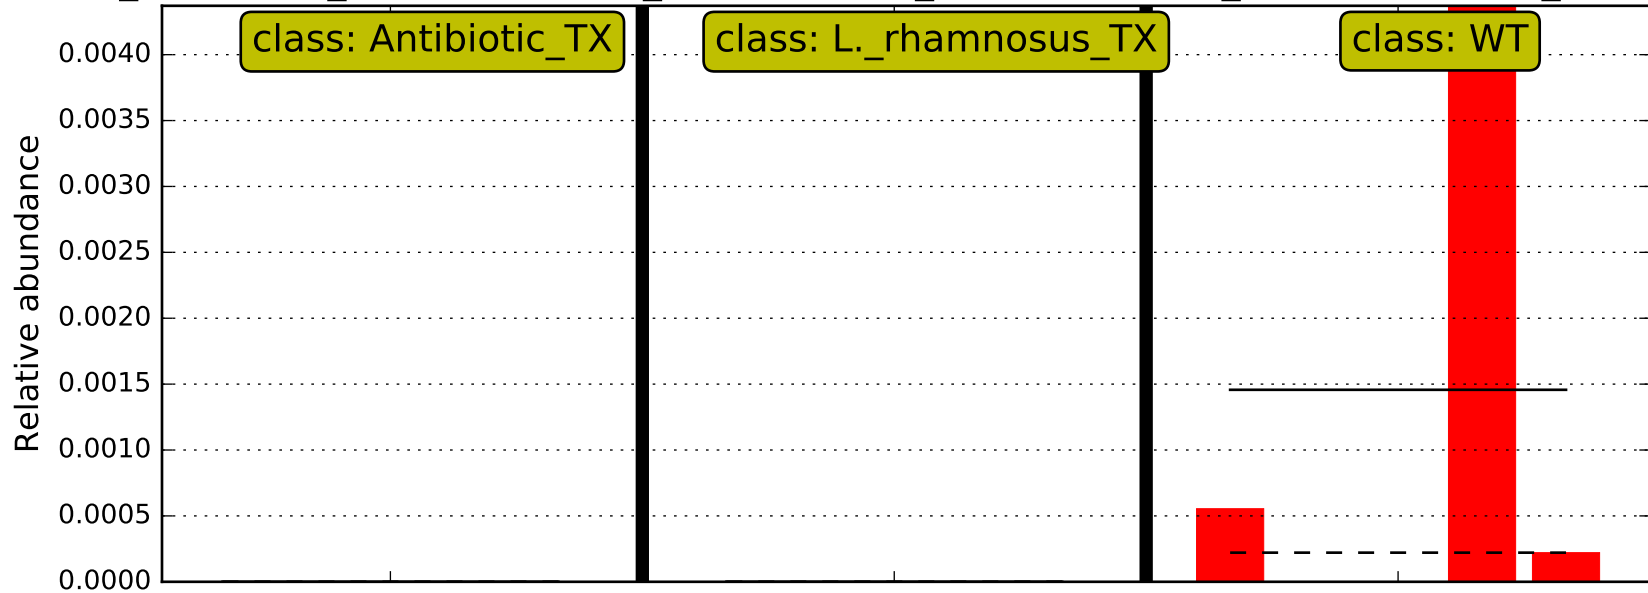 class: Antibiotic_TX
class: L._rhamnosus_TX
class: WT
Relative abundance
0.0040
0.0035
0.0030
0.0025
0.0020
0.0015
0.0010
0.0005
0.0000